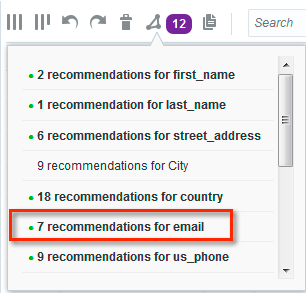 12
Search
2 recommendations for first_name
1 recommendation for last_name
6 recommendations for street_address
9 recommendations for City
18 recommendations for country
7 recommendations for email
9 recommendations for us_phone